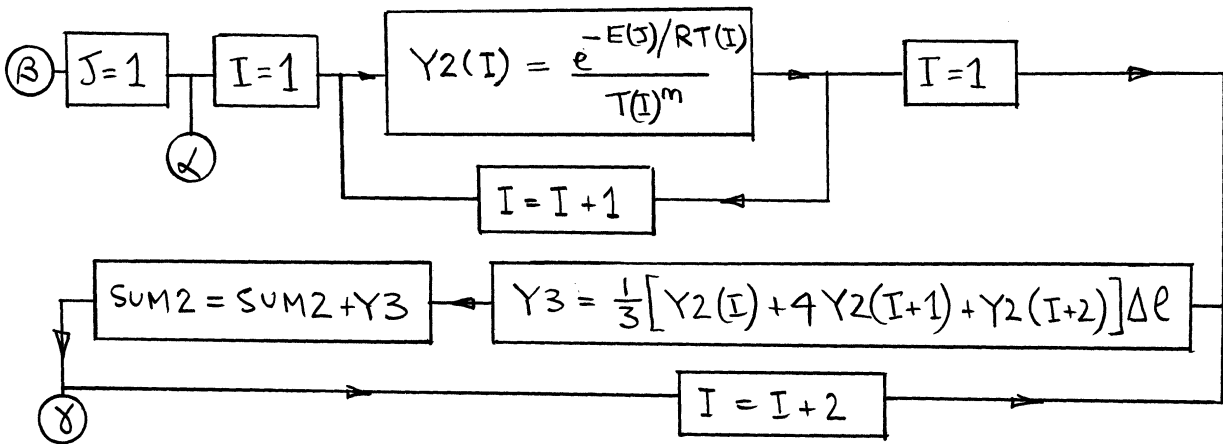 β
J=1
α
I=1
Y2(I) = e^{-E(J)/RT(I)} / T(I)^m
I=1
I=I+1
Y3 = 1/3[Y2(I)+4Y2(I+1)+Y2(I+2)]Δℓ
SUM2=SUM2+Y3
γ
I=I+2